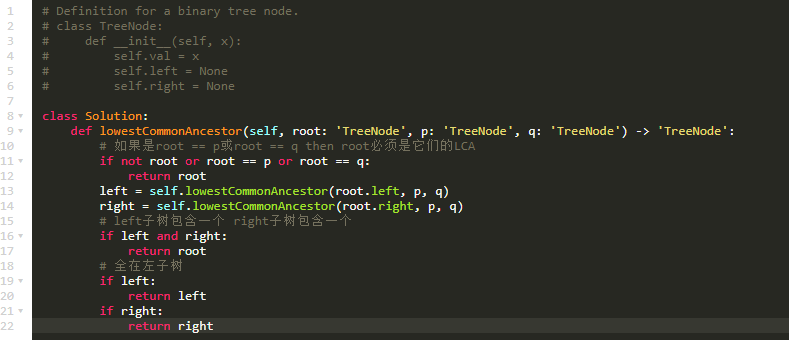 1 # Definition for a binary tree node.
2 # class TreeNode:
3 #     def __init__(self, x):
4 #         self.val = x
5 #         self.left = None
6 #         self.right = None
7
8 class Solution:
9     def lowestCommonAncestor(self, root: 'TreeNode', p: 'TreeNode', q: 'TreeNode') -> 'TreeNode':
10         # 如果是root == p或root == q then root必须是它们的LCA
11         if not root or root == p or root == q:
12             return root
13         left = self.lowestCommonAncestor(root.left, p, q)
14         right = self.lowestCommonAncestor(root.right, p, q)
15         # left子树包含一个 right子树包含一个
16         if left and right:
17             return root
18         # 全在左子树
19         if left:
20             return left
21         if right:
22             return right